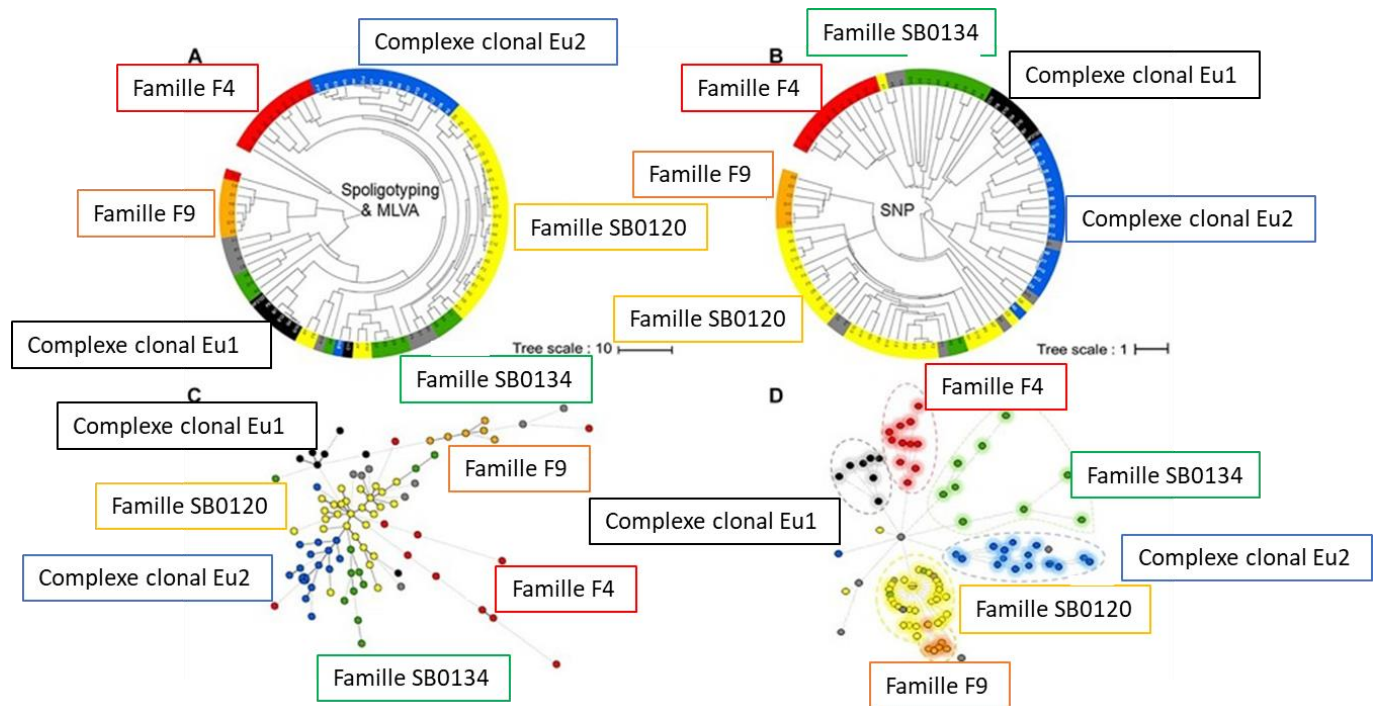 Complexe clonal Eu2
Famille SB0134
A
B
Famille F4
Famille F4
Complexe clonal Eu1
Famille F9
Spoligotyping
& MLVA
Famille SB0120
Famille F9
SNP
Complexe clonal Eu2
Famille SB0120
Complexe clonal Eu1
Tree scale : 10
Tree scale : 1
Famille SB0134
Famille F4
C
D
Complexe clonal Eu1
Famille F9
Famille SB0134
Famille SB0120
Complexe clonal Eu1
Complexe clonal Eu2
Complexe clonal Eu2
Famille F4
Famille SB0120
Famille SB0134
Famille F9